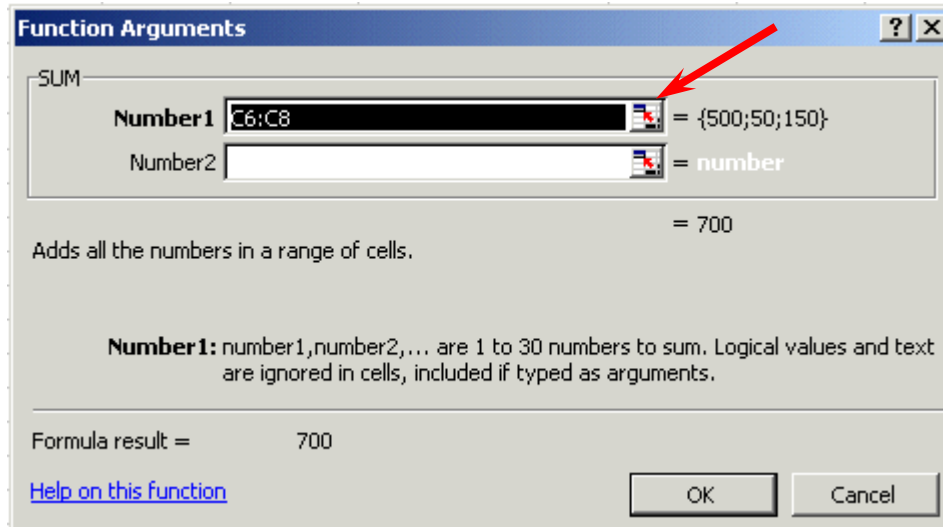 Function Arguments
? X
SUM
Number1 C6:C8 = {500;50;150}
Number2 = number
= 700
Adds all the numbers in a range of cells.
Number1: number1,number2,... are 1 to 30 numbers to sum. Logical values and text
are ignored in cells, included if typed as arguments.
Formula result = 700
Help on this function OK Cancel